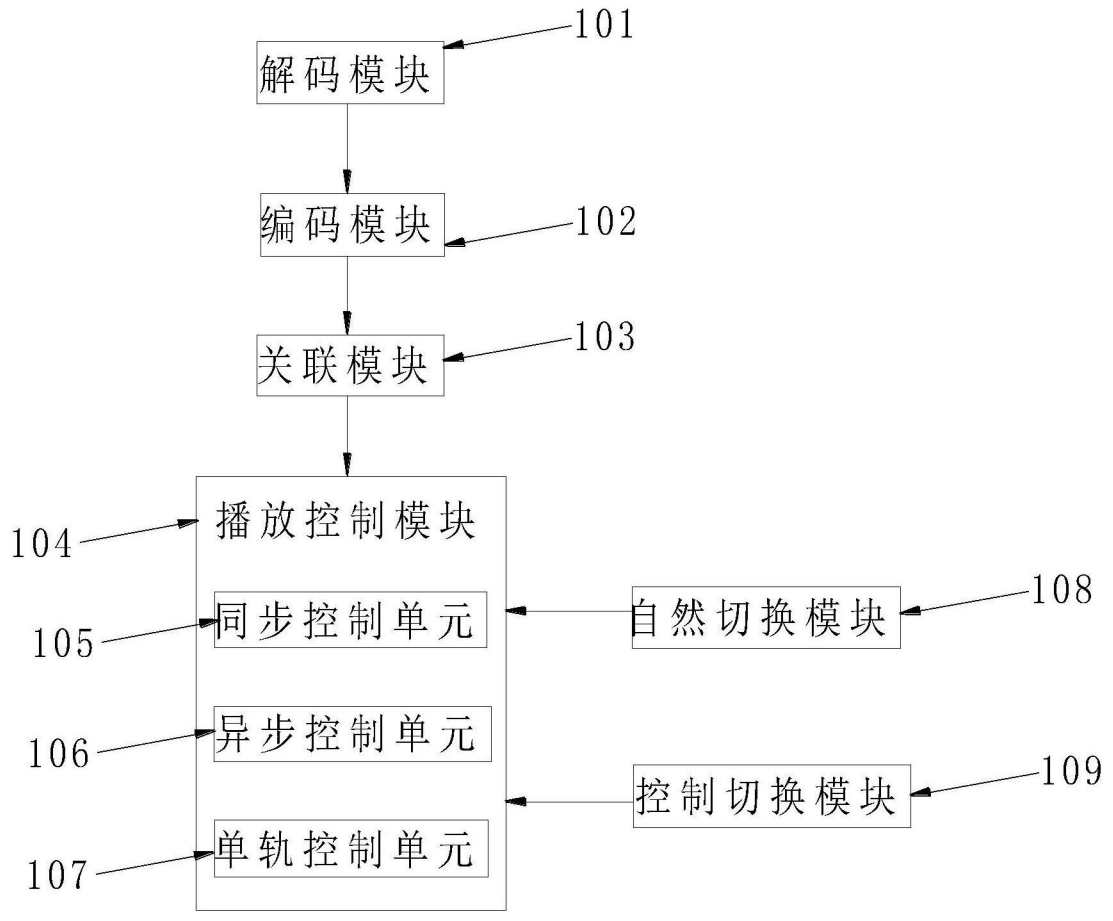 101
解码模块
102
编码模块
103
关联模块
104
播放控制模块
105
同步控制单元
108
自然切换模块
106
异步控制单元
109
控制切换模块
107
单轨控制单元